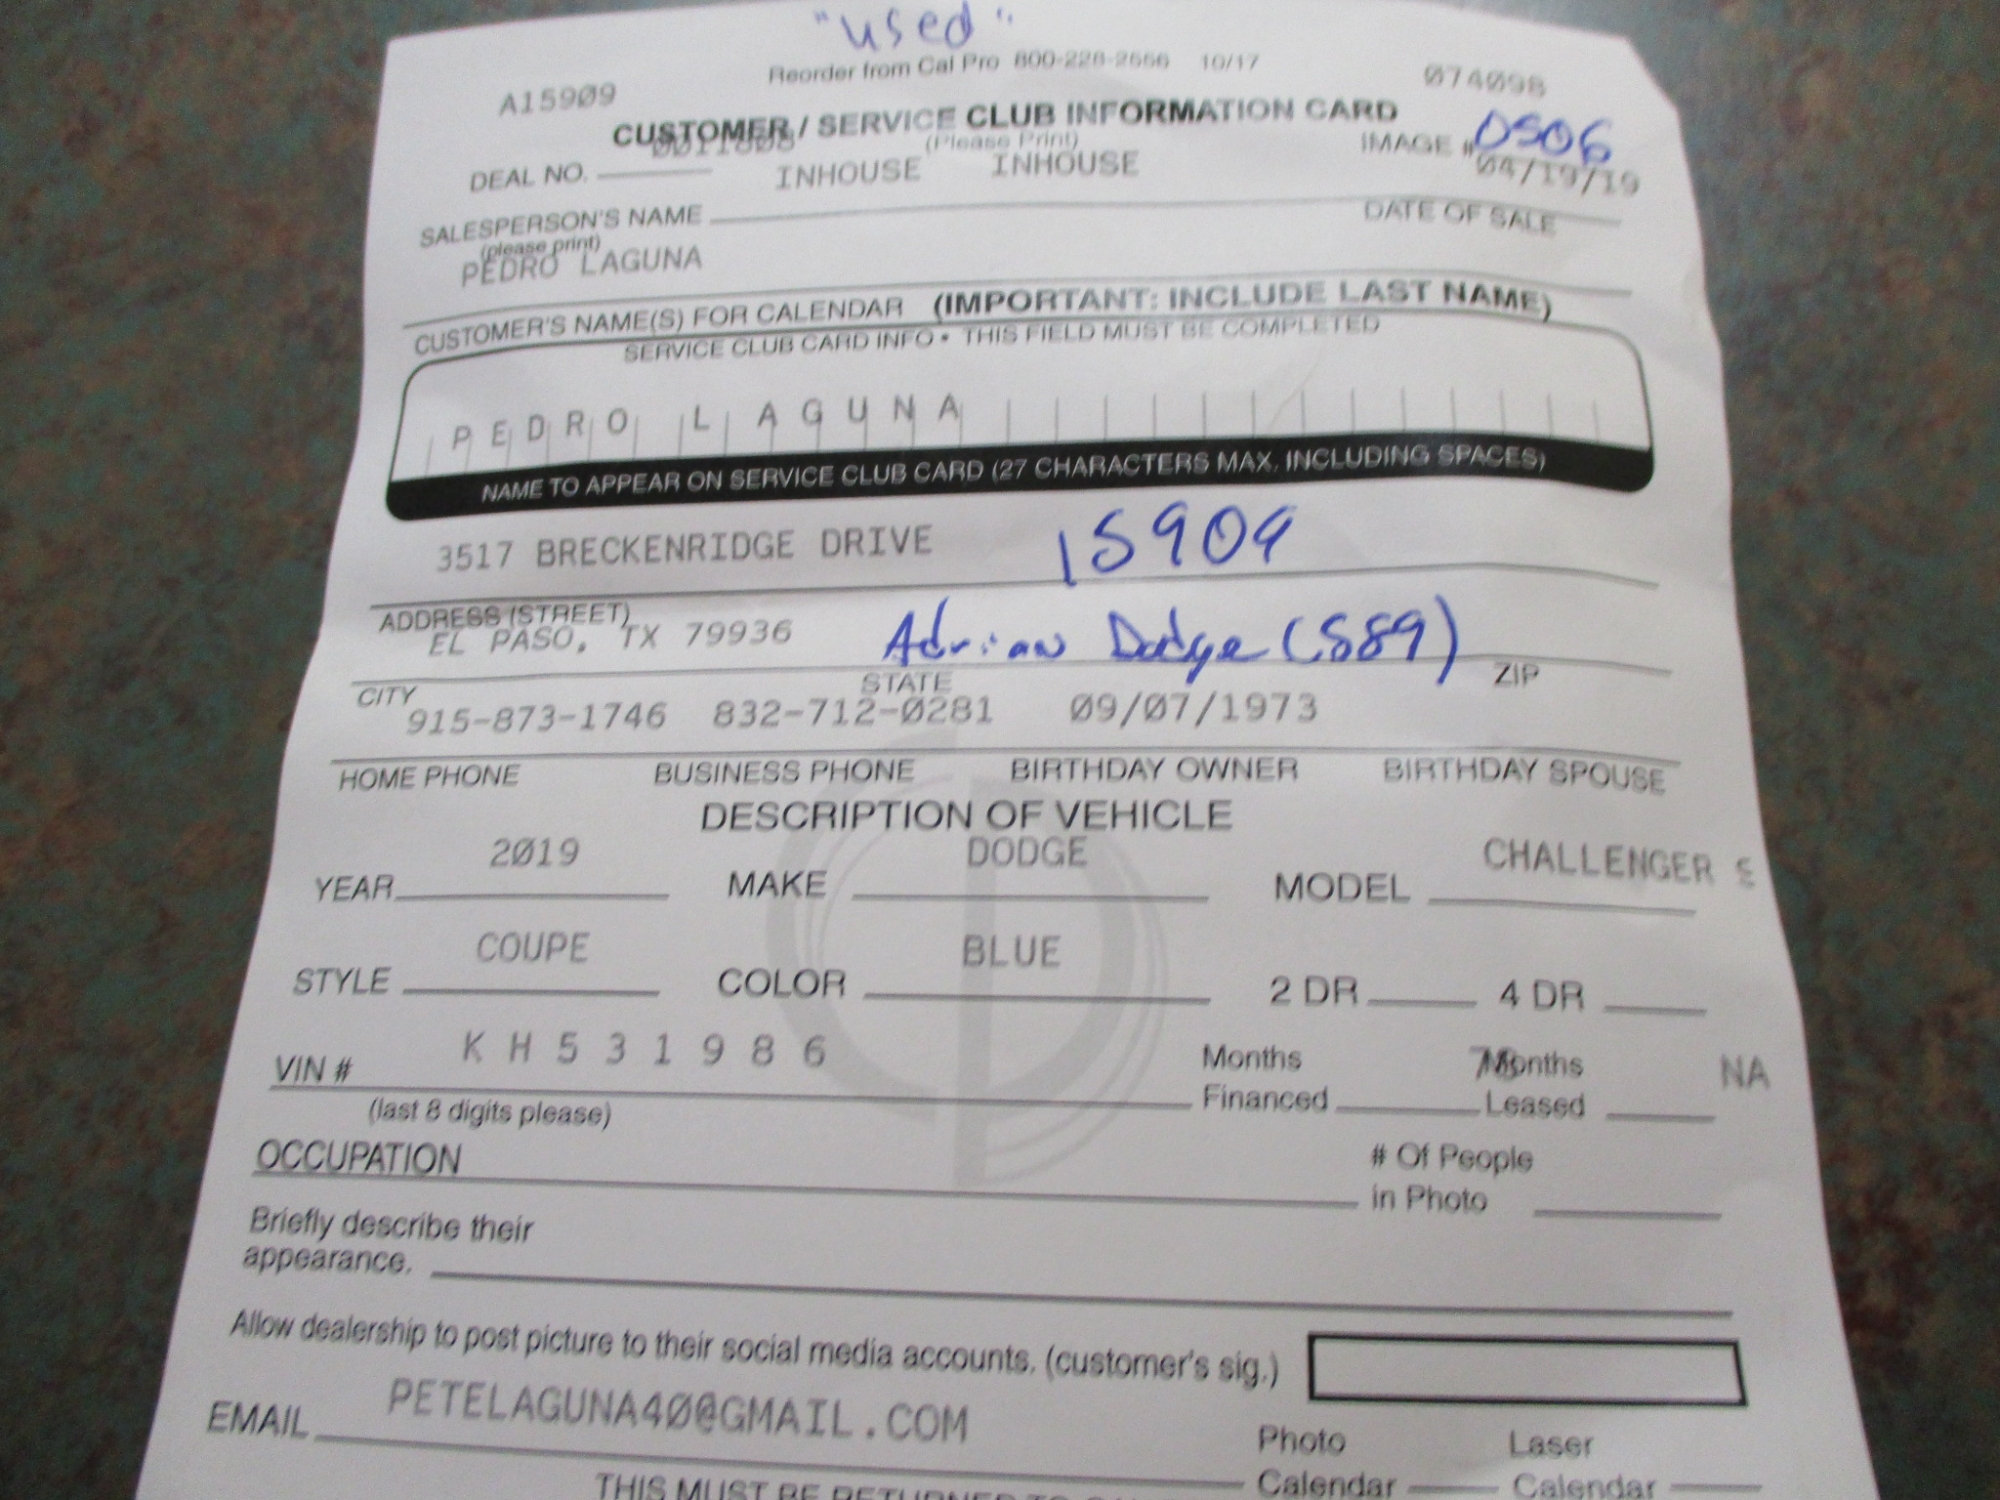 "used"
Reorder from Cal Pro 800-228-2556 10/17
A15909 074098
CUSTOMER / SERVICE CLUB INFORMATION CARD
(Please Print)
IMAGE # 0506
DEAL NO. INHOUSE INHOUSE 04/19/19
SALESPERSON'S NAME DATE OF SALE
(please print)
PEDRO LAGUNA
CUSTOMER'S NAME(S) FOR CALENDAR (IMPORTANT: INCLUDE LAST NAME)
SERVICE CLUB CARD INFO • THIS FIELD MUST BE COMPLETED
PEDRO LAGUNA
NAME TO APPEAR ON SERVICE CLUB CARD (27 CHARACTERS MAX. INCLUDING SPACES)
3517 BRECKENRIDGE DRIVE 15909
ADDRESS (STREET)
EL PASO, TX 79936 Adrian Dodge (589)
CITY STATE ZIP
915-873-1746 832-712-0281 09/07/1973
HOME PHONE BUSINESS PHONE BIRTHDAY OWNER BIRTHDAY SPOUSE
DESCRIPTION OF VEHICLE
2019 DODGE CHALLENGER
YEAR MAKE MODEL
COUPE BLUE
STYLE COLOR 2 DR 4 DR
KH531986
VIN # Months Financed Months Leased NA
(last 8 digits please)
OCCUPATION # Of People
in Photo
Briefly describe their
appearance.
Allow dealership to post picture to their social media accounts. (customer's sig.)
PETELAGUNA40@GMAIL.COM
EMAIL Photo Calendar Laser Calendar
THIS MUST BE RETURNED TO